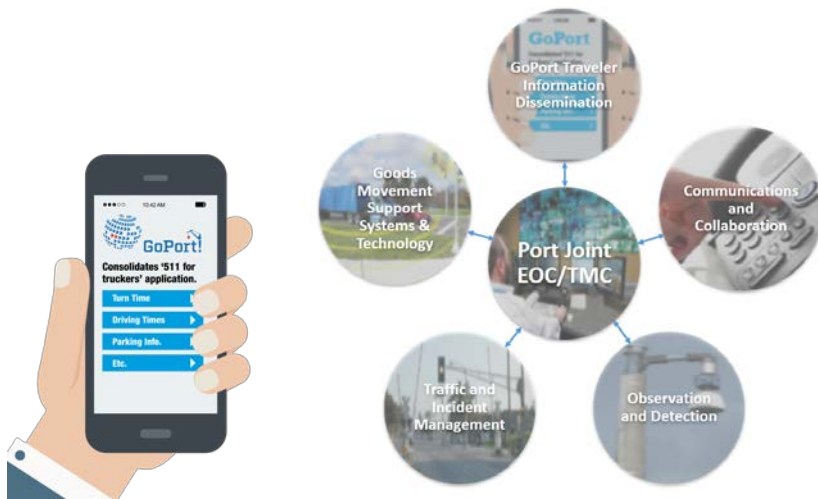 10:42 AM
GoPort!
Consolidates '511 for
truckers' application.
Turn Time
Driving Times
Parking Info.
Etc.
GoPort
GoPort Traveler
Information
Dissemination
Etc.
Goods
Movement
Support
Systems &
Technology
Communications
and
Collaboration
Port Joint
EOC/TMC
Traffic and
Incident
Management
Observation
and Detection